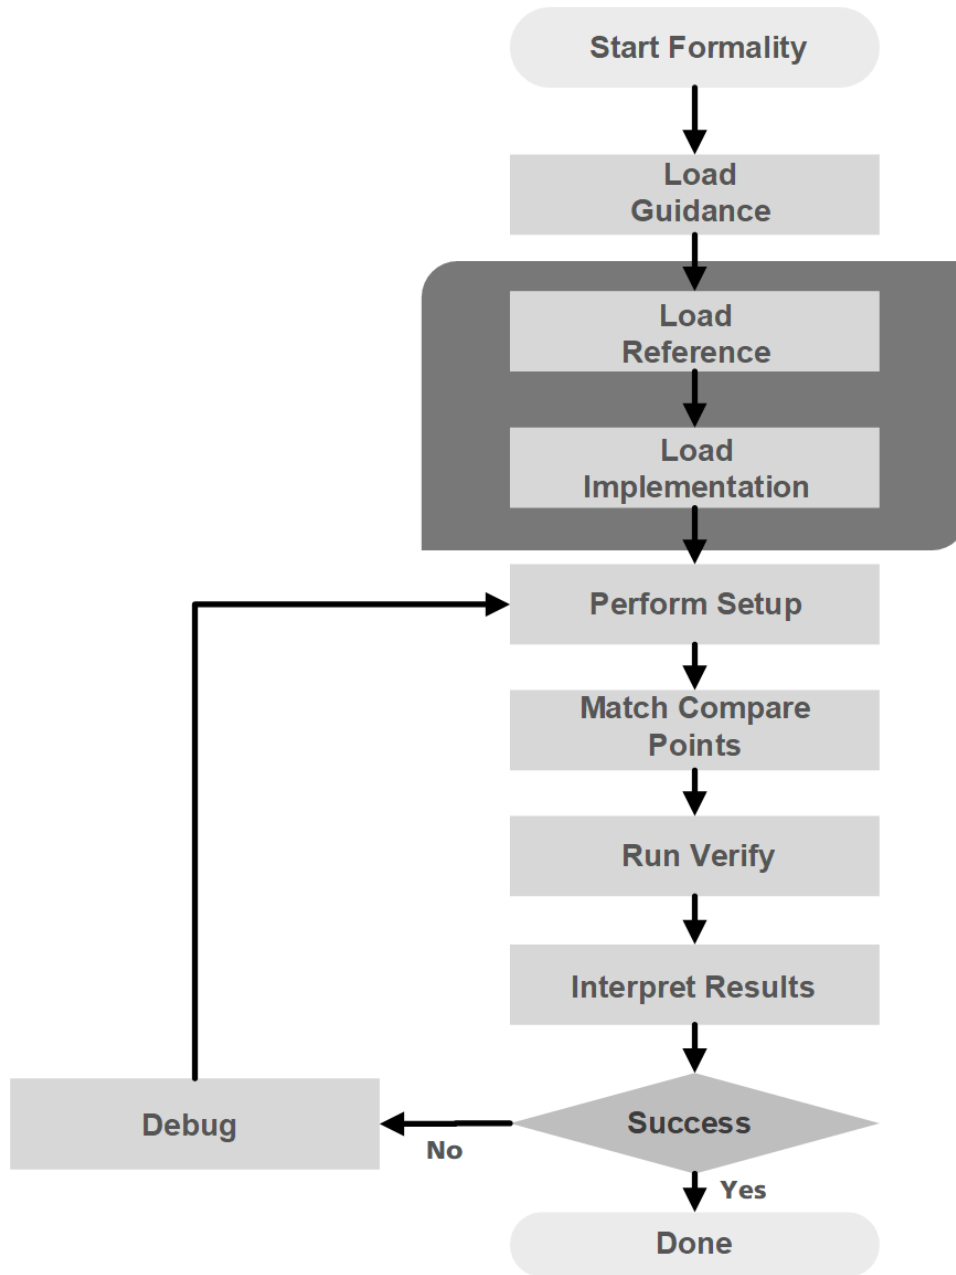 Start Formality
Load
Guidance
Load
Reference
Load
Implementation
Perform Setup
Match Compare
Points
Run Verify
Interpret Results
Success
Debug
No
Yes
Done